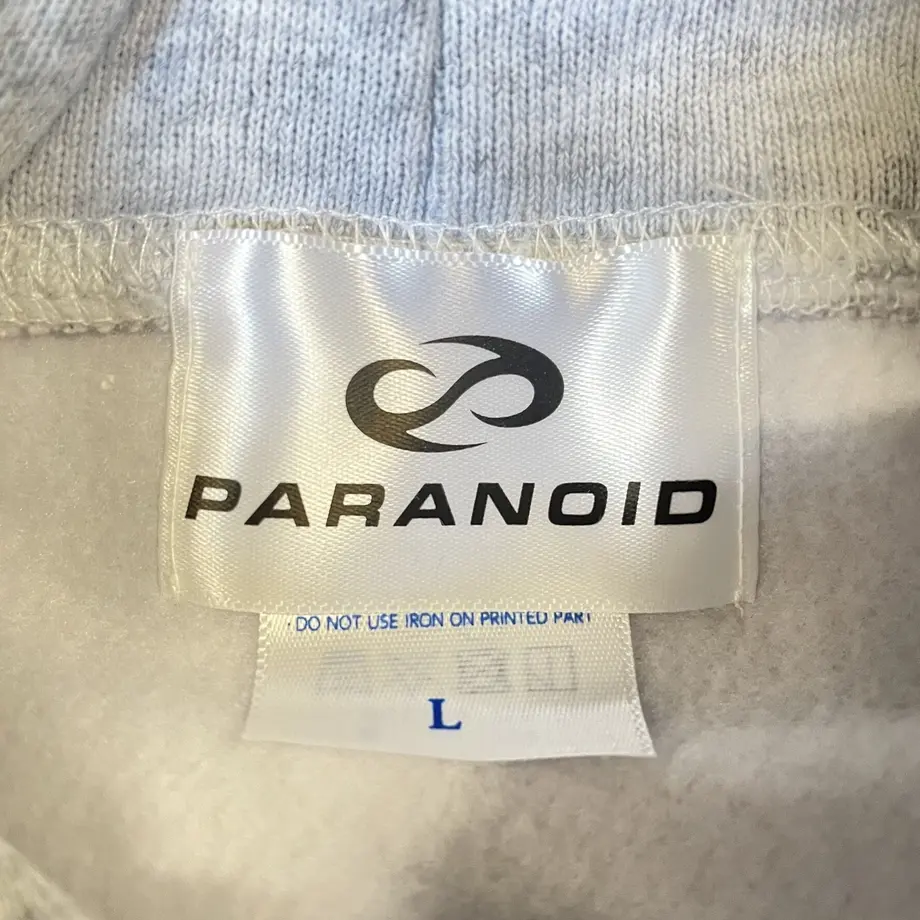 PARANOID
· DO NOT USE IRON ON PRINTED PART
L